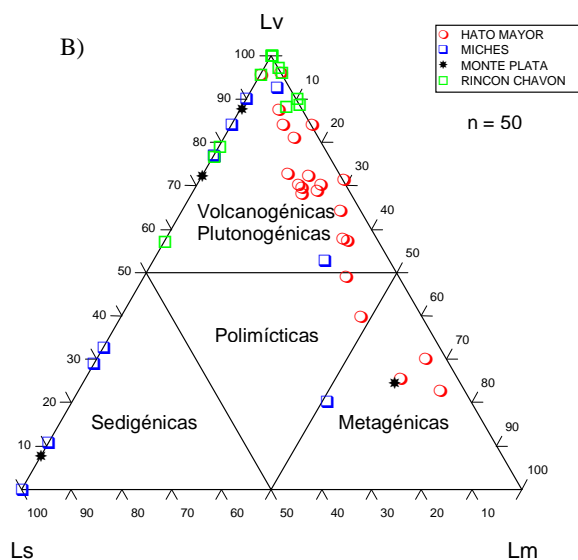 B)
Lv
HATO MAYOR
MICHES
MONTE PLATA
RINCON CHAVON
n = 50
100
90
80
70
60
50
40
30
20
10
10
20
30
40
50
60
70
80
90
100
Volcanogénicas
Plutonogénicas
Polimícticas
Sedigénicas
Metagénicas
100
90
80
70
60
50
40
30
20
10
0
Ls
Lm